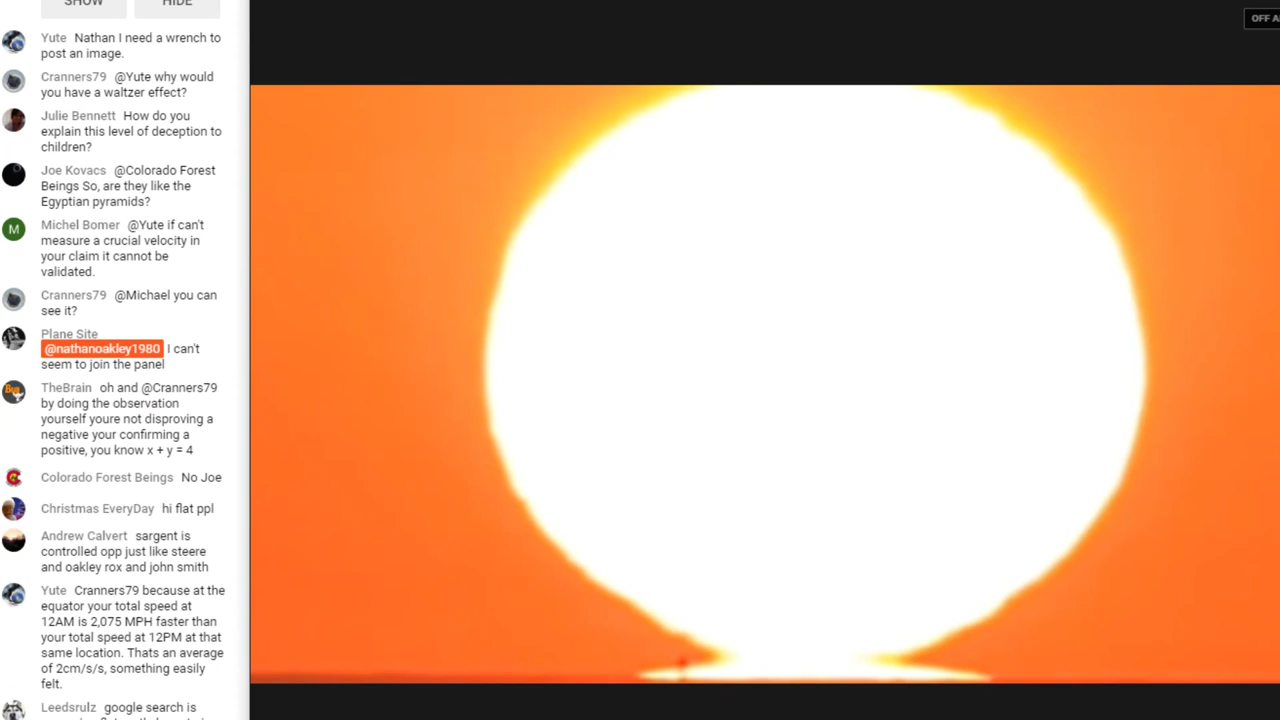 SHOW HIDE
OFF A
Yute Nathan I need a wrench to
post an image.
Cranners79 @Yute why would
you have a waltzer effect?
Julie Bennett How do you
explain this level of deception to
children?
Joe Kovacs @Colorado Forest
Beings So, are they like the
Egyptian pyramids?
M
Michel Bomer @Yute if can't
measure a crucial velocity in
your claim it cannot be
validated.
Cranners79 @Michael you can
see it?
Plane Site
@nathanoakley1980 I can't
seem to join the panel
TheBrain oh and @Cranners79
by doing the observation
yourself youre not disproving a
negative your confirming a
positive, you know x + y = 4
Colorado Forest Beings No Joe
Christmas EveryDay hi flat ppl
Andrew Calvert sargent is
controlled opp just like steere
and oakley rox and john smith
Yute Cranners79 because at the
equator your total speed at
12AM is 2,075 MPH faster than
your total speed at 12PM at that
same location. Thats an average
of 2cm/s/s, something easily
felt.
Leedsrulz google search is